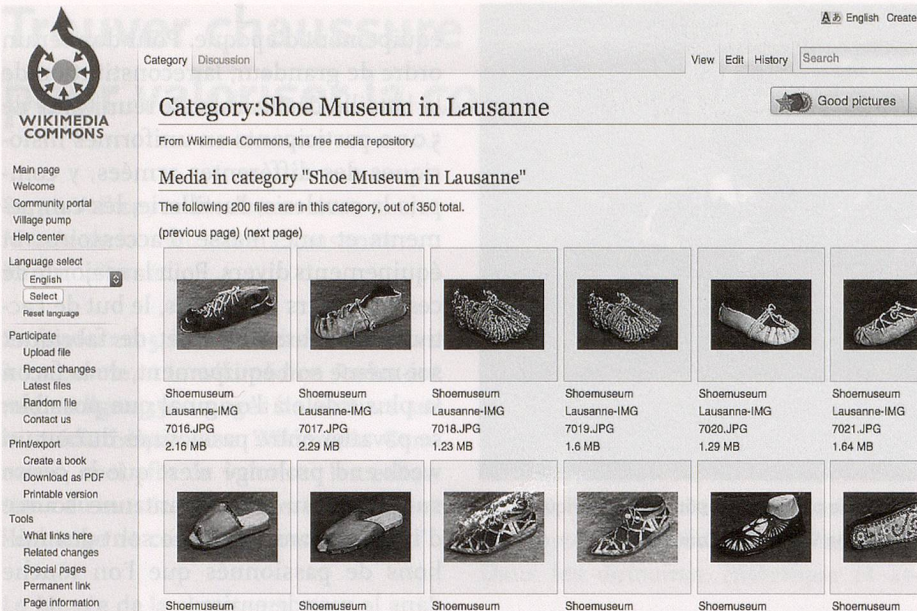 English Create
Category Discussion
View Edit History Search
WIKIMEDIA
COMMONS
Category:Shoe Museum in Lausanne
Good pictures
From Wikimedia Commons, the free media repository
Main page
Welcome
Community portal
Village pump
Help center
Language select
English
Select
Reset language
Participate
Upload file
Recent changes
Latest files
Random file
Contact us
Print/export
Create a book
Download as PDF
Printable version
Tools
What links here
Related changes
Special pages
Permanent link
Page information
Media in category "Shoe Museum in Lausanne"
The following 200 files are in this category, out of 350 total.
(previous page) (next page)
Shoemuseum
Lausanne-IMG
7016.JPG
2.16 MB
Shoemuseum
Lausanne-IMG
7017.JPG
2.29 MB
Shoemuseum
Lausanne-IMG
7018.JPG
1.23 MB
Shoemuseum
Lausanne-IMG
7019.JPG
1.6 MB
Shoemuseum
Lausanne-IMG
7020.JPG
1.29 MB
Shoemuseum
Lausanne-IMG
7021.JPG
1.64 MB
Shoemuseum
Shoemuseum
Shoemuseum
Shoemuseum
Shoemuseum
Shoemuseum